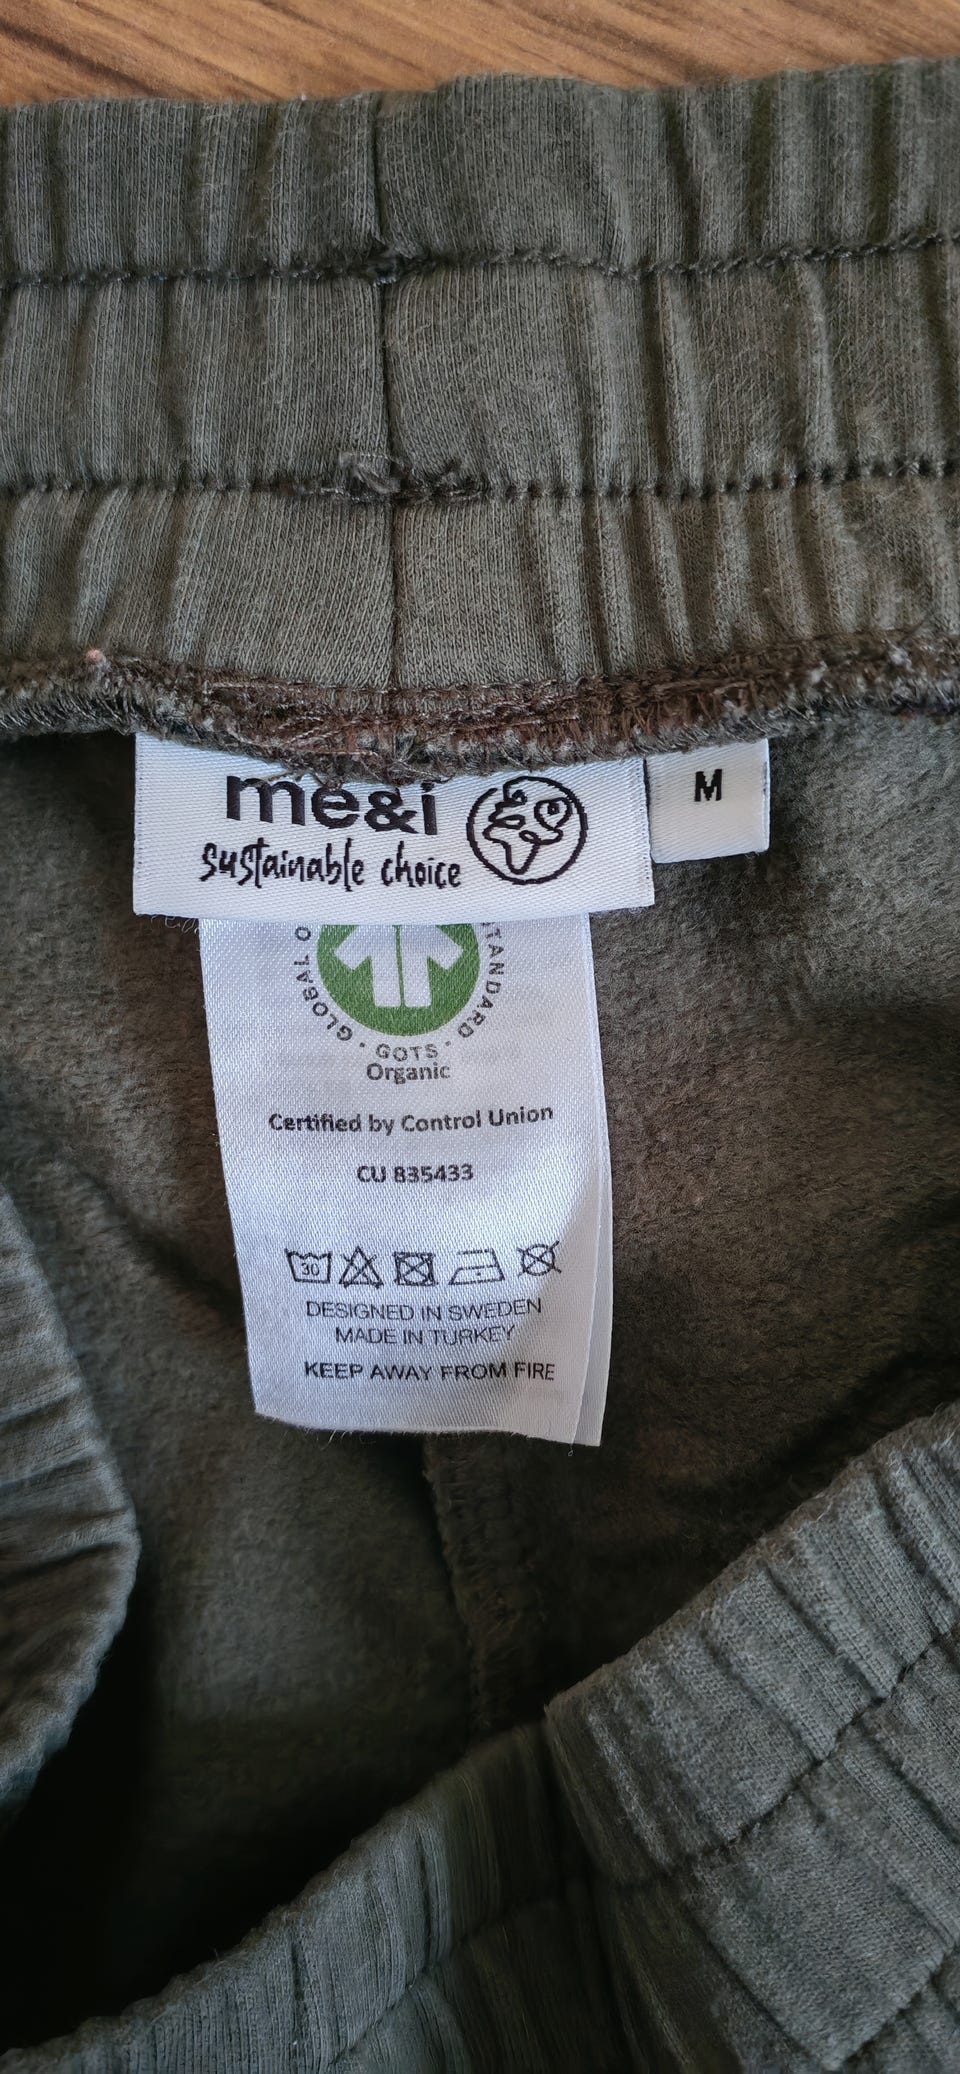 me&i
sustainable choice
M
GLOBAL O
STANDARD
· GOTS ·
Organic
Certified by Control Union
CU 835433
30
DESIGNED IN SWEDEN
MADE IN TURKEY
KEEP AWAY FROM FIRE